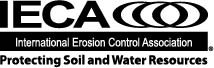 IECA
International Erosion Control Association
®
Protecting Soil and Water Resources